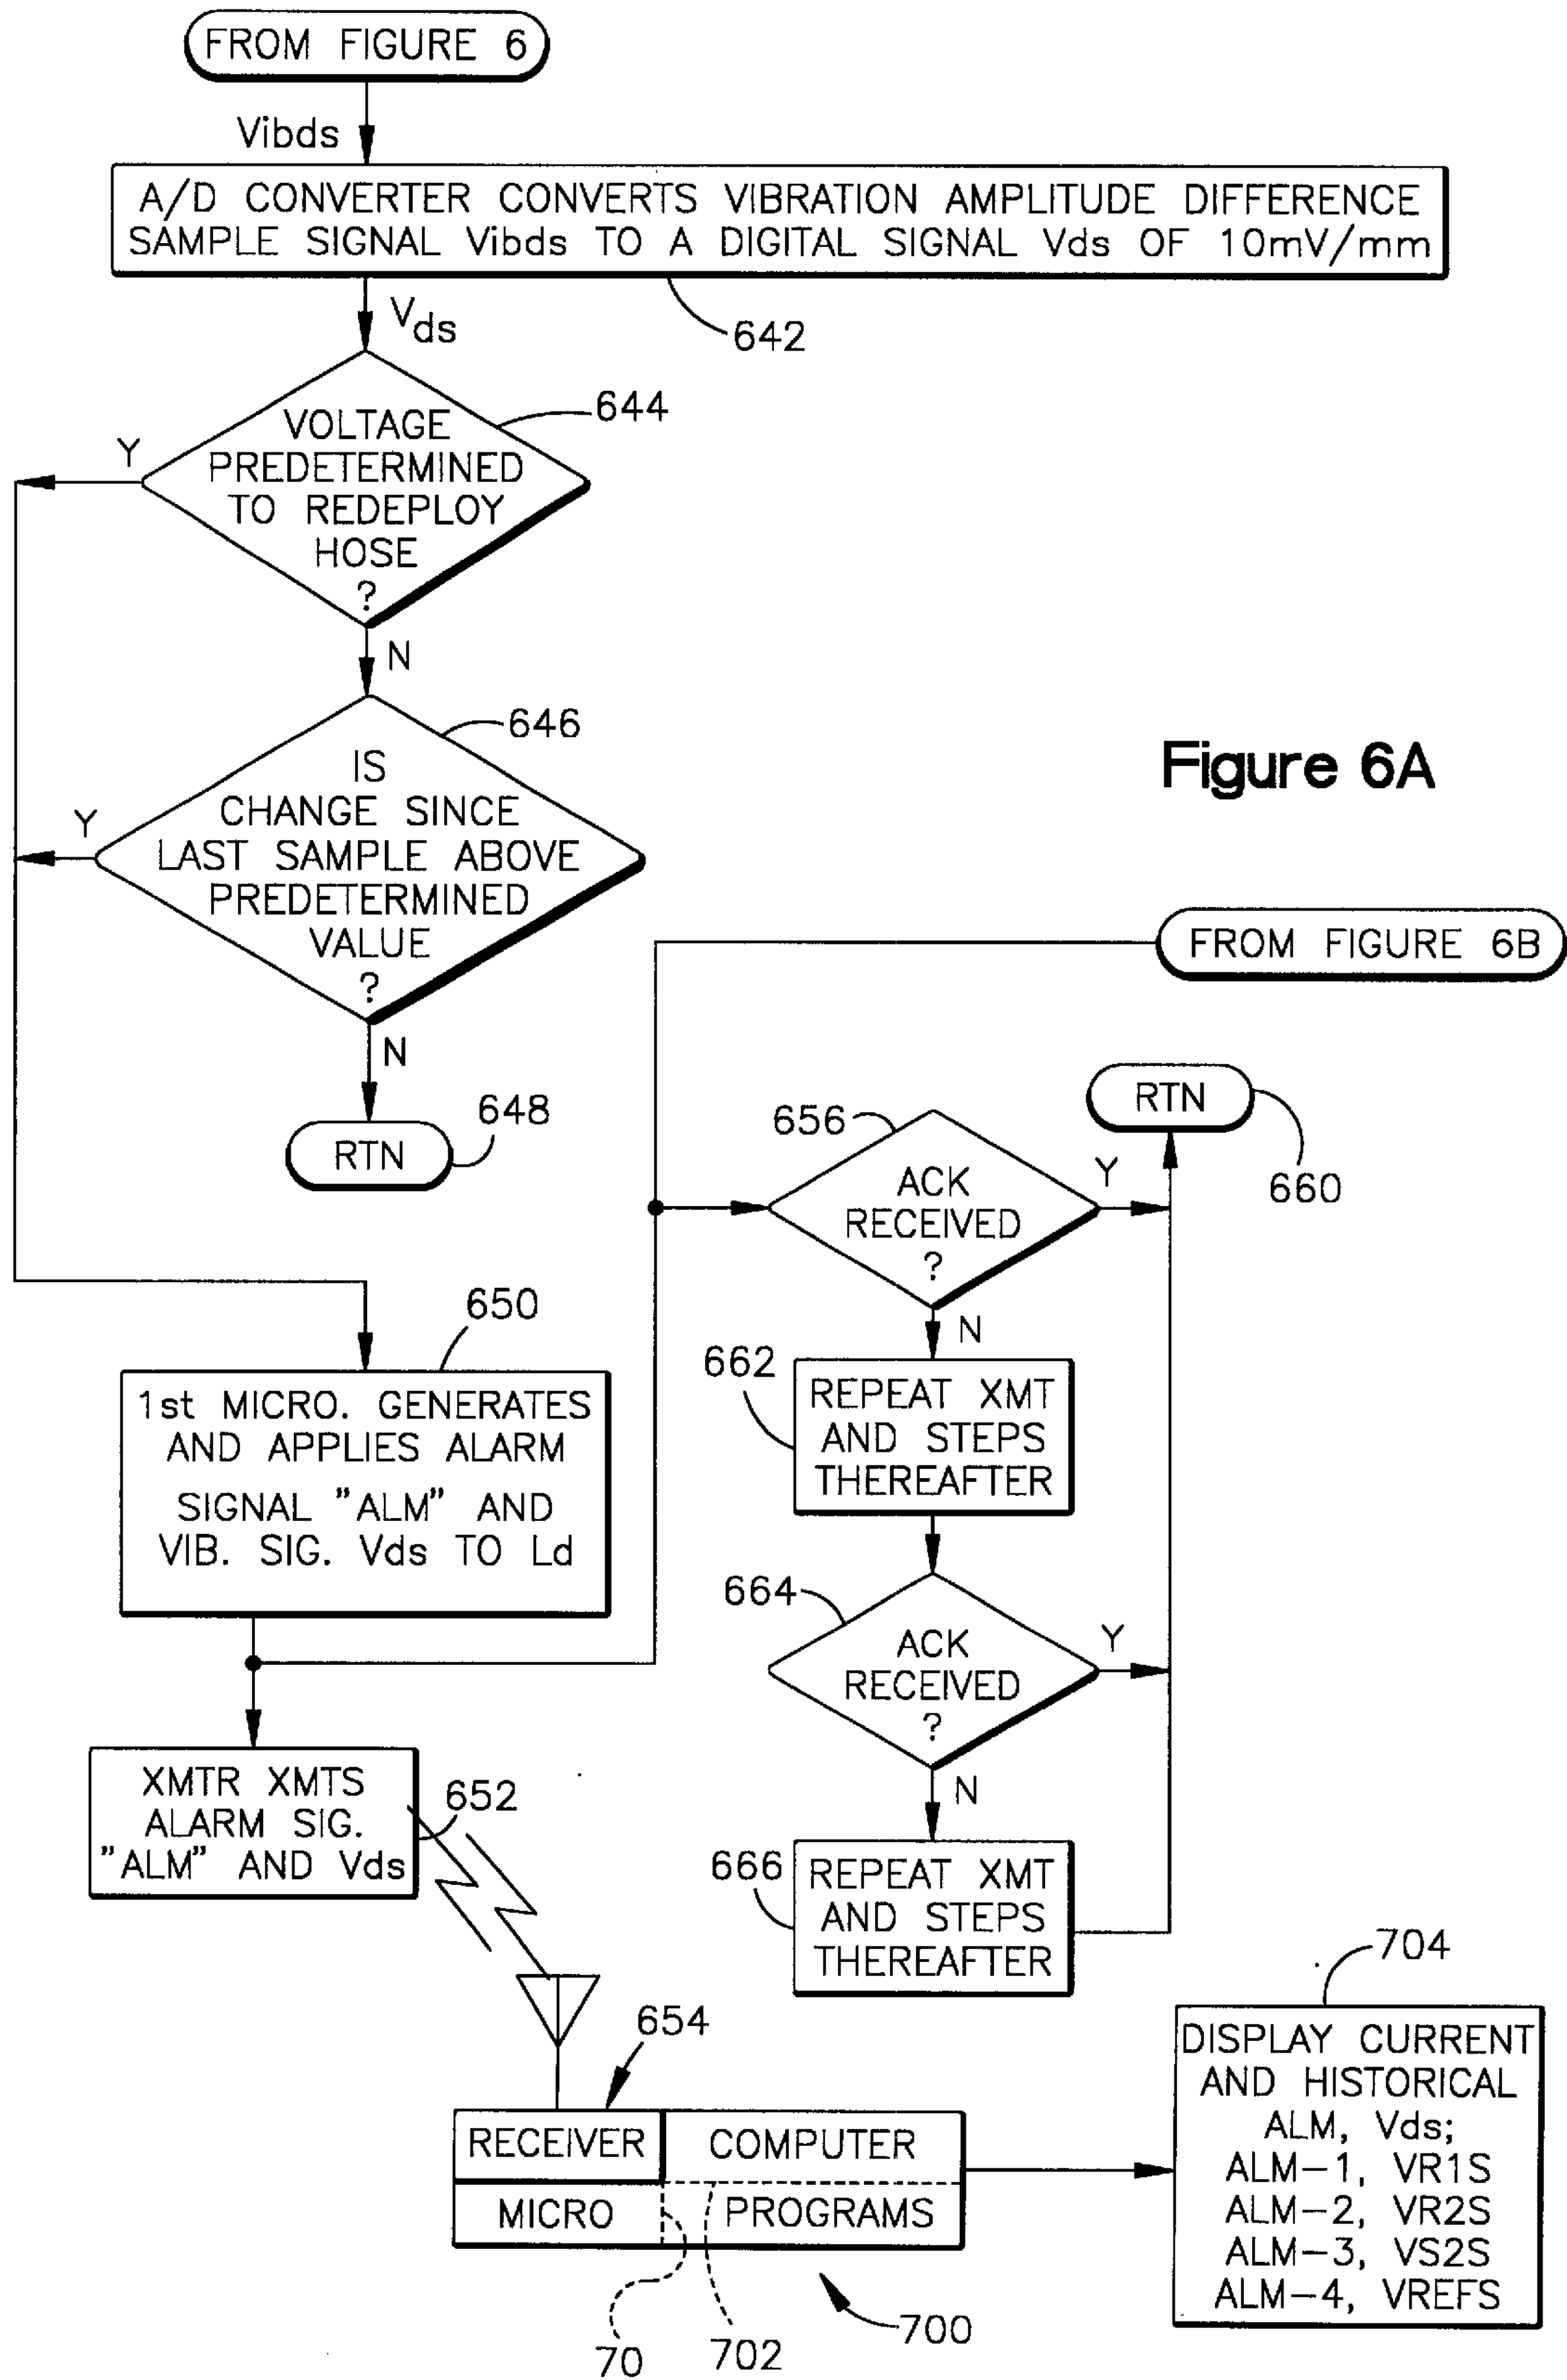 FROM FIGURE 6
Vibds
A/D CONVERTER CONVERTS VIBRATION AMPLITUDE DIFFERENCE
SAMPLE SIGNAL Vibds TO A DIGITAL SIGNAL Vds OF 10mV/mm
642
Vds
644
VOLTAGE
PREDETERMINED
TO REDEPLOY
HOSE
?
Y
N
646
IS
CHANGE SINCE
LAST SAMPLE ABOVE
PREDETERMINED
VALUE
?
Y
N
RTN
648
Figure 6A
FROM FIGURE 6B
650
1st MICRO. GENERATES
AND APPLIES ALARM
SIGNAL "ALM" AND
VIB. SIG. Vds TO Ld
XMTR XMTS
ALARM SIG.
"ALM" AND Vds
652
656
ACK
RECEIVED
?
Y
N
RTN
660
662
REPEAT XMT
AND STEPS
THEREAFTER
664
ACK
RECEIVED
?
Y
N
666
REPEAT XMT
AND STEPS
THEREAFTER
654
RECEIVER
COMPUTER
MICRO
PROGRAMS
70
702
700
704
DISPLAY CURRENT
AND HISTORICAL
ALM, Vds;
ALM-1, VR1S
ALM-2, VR2S
ALM-3, VS2S
ALM-4, VREFS